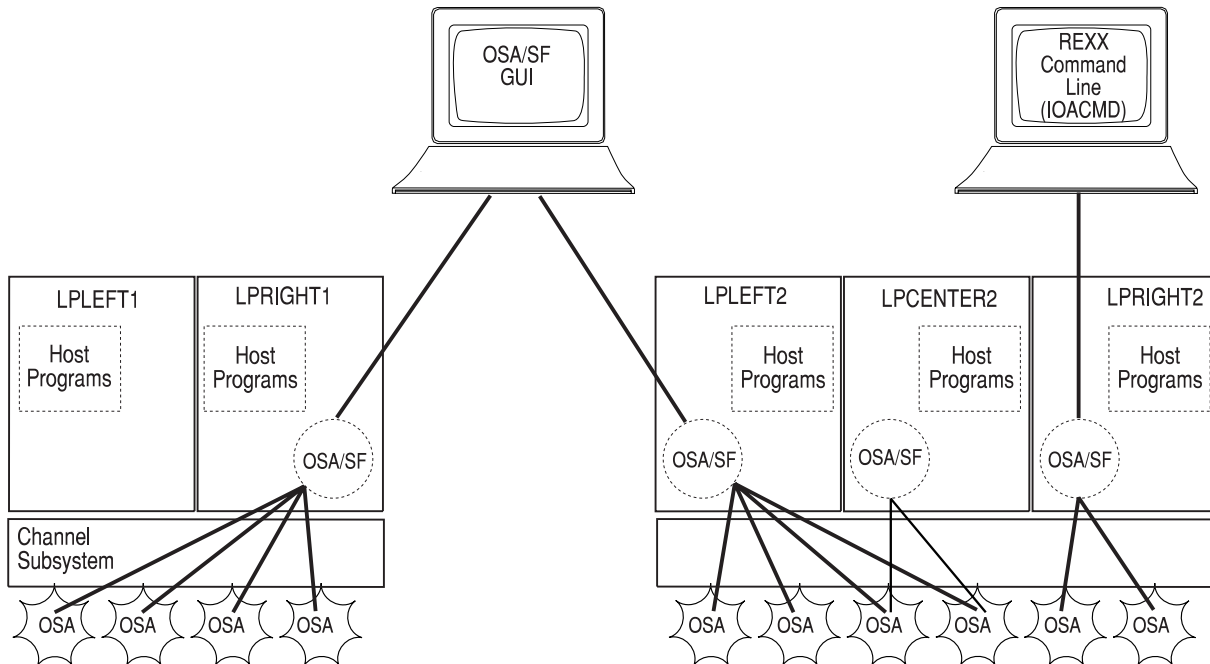 OSA/SF
GUI
REXX
Command
Line
(IOACMD)
LPLEFT1
LPRIGHT1
LPLEFT2
LPCENTER2
LPRIGHT2
Host
Programs
Host
Programs
Host
Programs
Host
Programs
Host
Programs
OSA/SF
OSA/SF
OSA/SF
OSA/SF
Channel
Subsystem
OSA
OSA
OSA
OSA
OSA
OSA
OSA
OSA
OSA
OSA